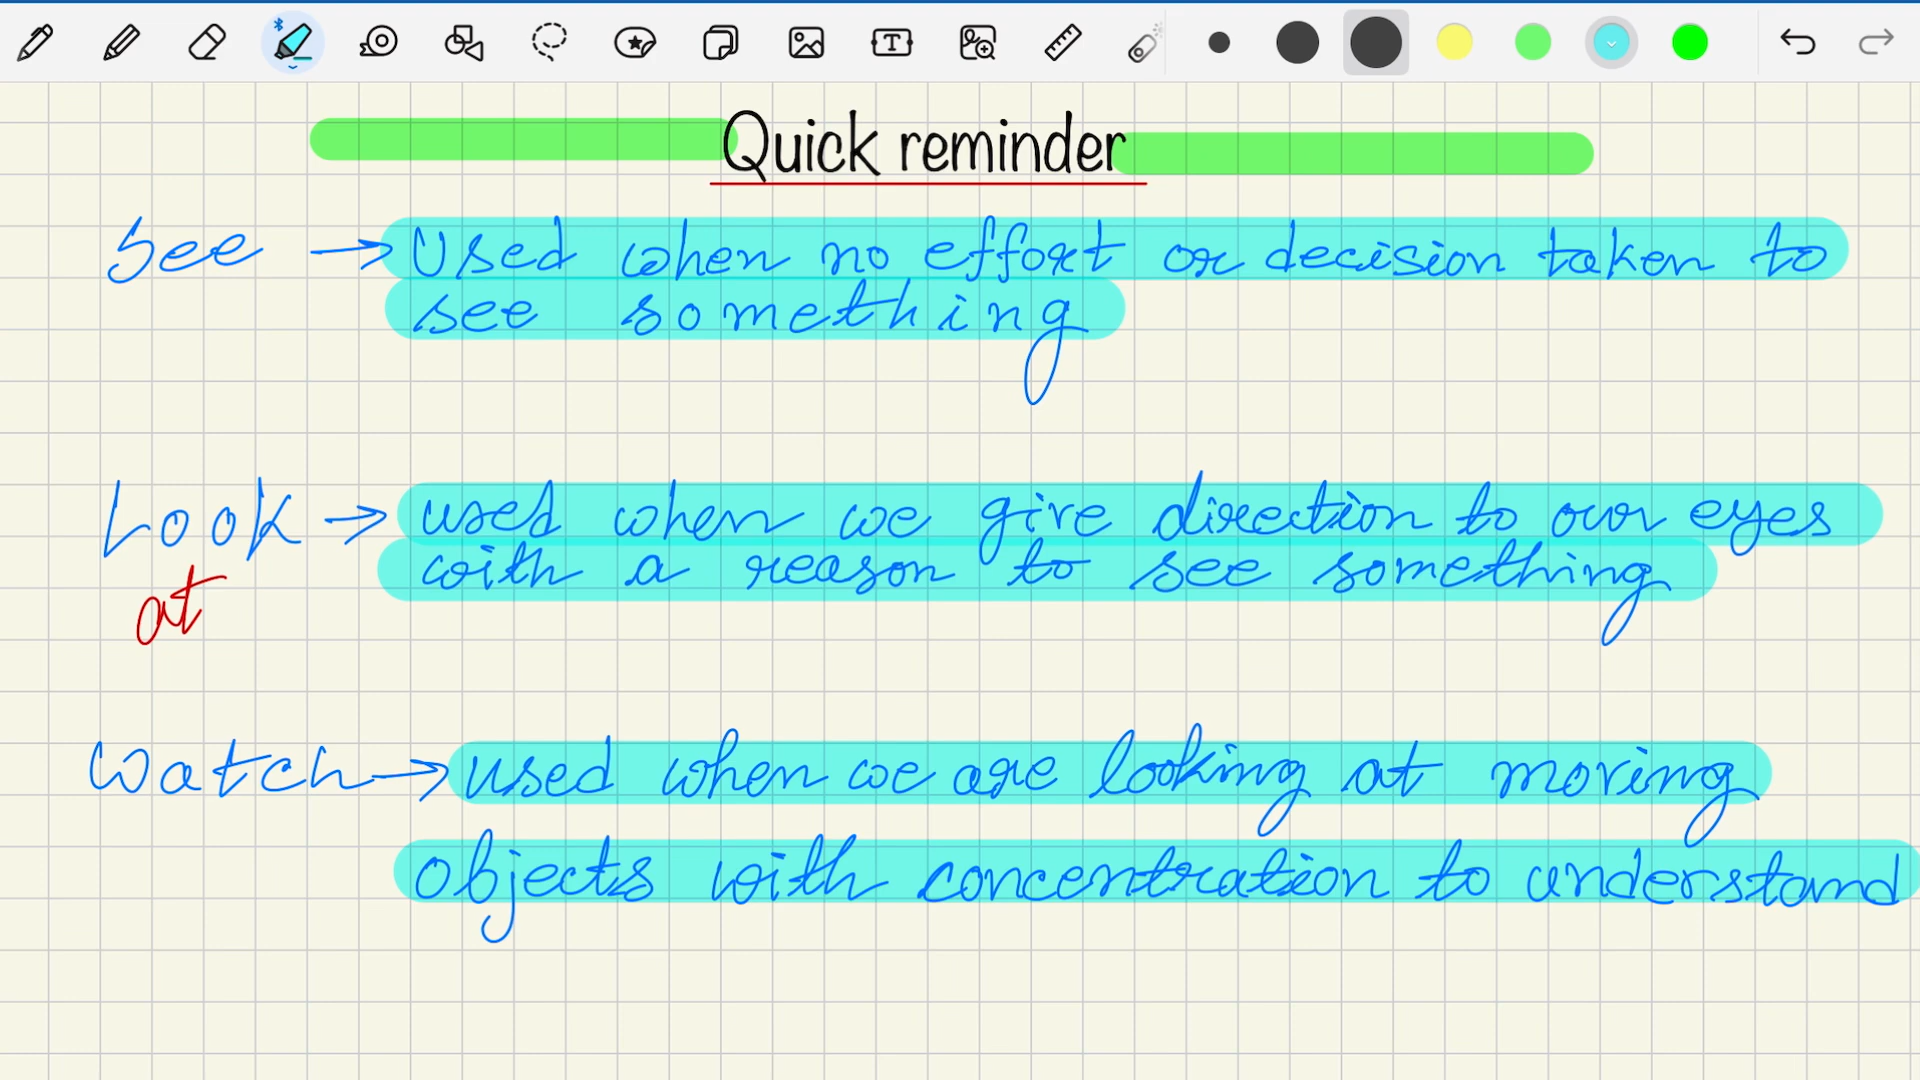 Quick reminder
See → Used when no effort or decision taken to
see something
Look → used when we give direction to our eyes
with a reason to see something
at
Watch → used when we are looking at moving
objects with concentration to understand